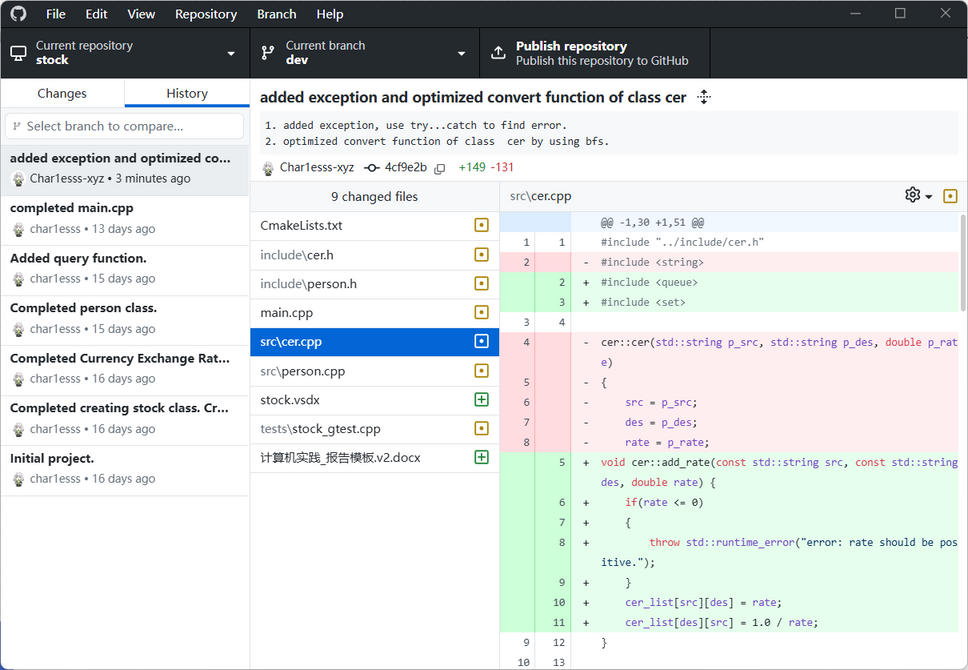 File Edit View Repository Branch Help
Current repository
stock
Current branch
dev
Publish repository
Publish this repository to GitHub
Changes
History
Select branch to compare...
added exception and optimized co...
Char1esss-xyz • 3 minutes ago
completed main.cpp
char1esss • 13 days ago
Added query function.
char1esss • 15 days ago
Completed person class.
char1esss • 15 days ago
Completed Currency Exchange Rat...
char1esss • 16 days ago
Completed creating stock class. Cr...
char1esss • 16 days ago
Initial project.
char1esss • 16 days ago
added exception and optimized convert function of class cer
1. added exception, use try...catch to find error.
2. optimized convert function of class  cer by using bfs.
Char1esss-xyz 4cf9e2b +149 -131
9 changed files
CmakeLists.txt
include\cer.h
include\person.h
main.cpp
src\cer.cpp
src\person.cpp
stock.vsdx
tests\stock_gtest.cpp
计算机实践_报告模板.v2.docx
src\cer.cpp
@@ -1,30 +1,51 @@
1 1 #include "../include/cer.h"
2 - #include <string>
2 + #include <queue>
3 + #include <set>
3 4
4 - cer::cer(std::string p_src, std::string p_des, double p_rat
e)
5 - {
6 - src = p_src;
7 - des = p_des;
8 - rate = p_rate;
5 + void cer::add_rate(const std::string src, const std::string
des, double rate) {
6 + if(rate <= 0)
7 + {
8 + throw std::runtime_error("error: rate should be pos
itive.");
9 + }
10 + cer_list[src][des] = rate;
11 + cer_list[des][src] = 1.0 / rate;
9 12 }
10 13